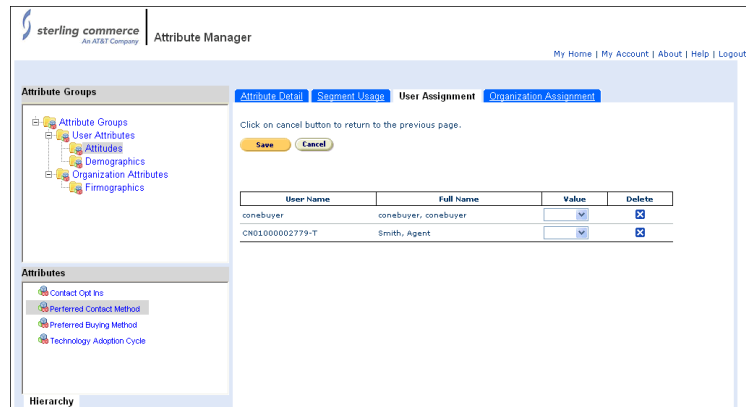 sterling commerce
An AT&T Company
Attribute Manager
My Home | My Account | About | Help | Logout
Attribute Groups
Attribute Groups
User Attributes
Attitudes
Demographics
Organization Attributes
Firmographics
Attributes
Contact Opt Ins
Perferred Contact Method
Preferred Buying Method
Technology Adoption Cycle
Hierarchy
Attribute Detail Segment Usage User Assignment Organization Assignment
Click on cancel button to return to the previous page.
Save Cancel
User Name Full Name Value Delete
conebuyer conebuyer, conebuyer
CN01000002779-T Smith, Agent